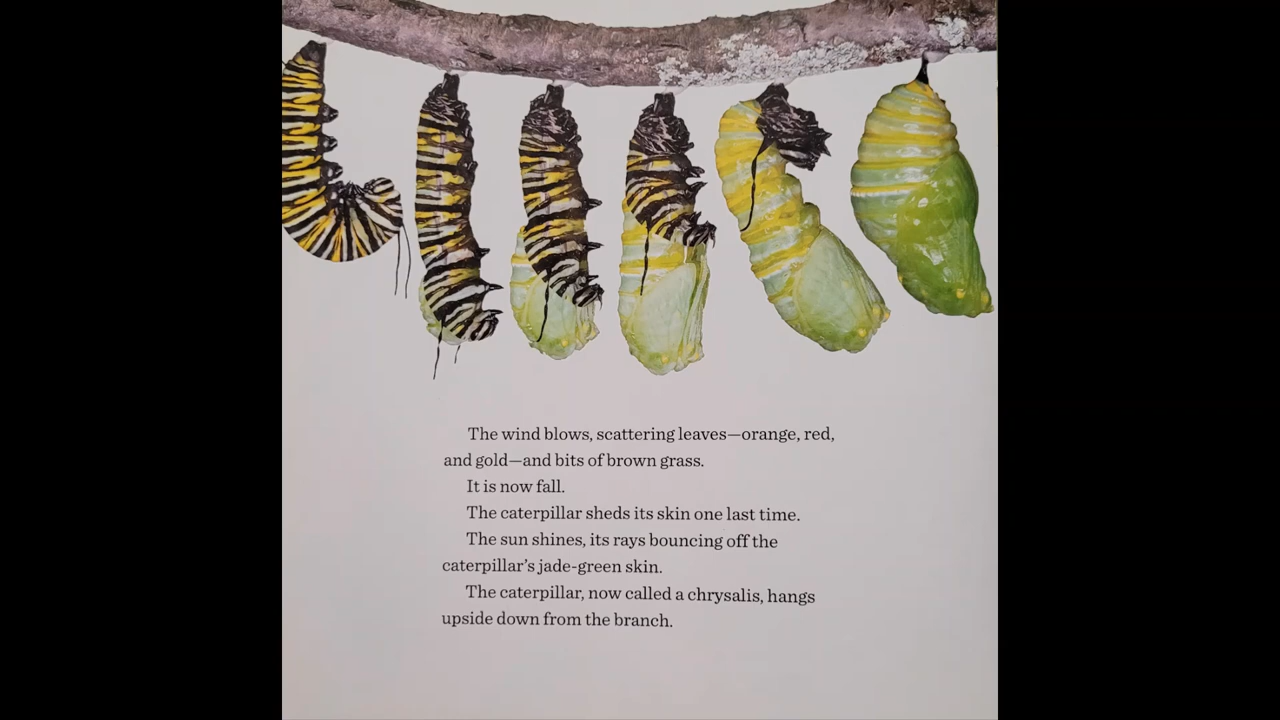 The wind blows, scattering leaves—orange, red,
and gold—and bits of brown grass.
It is now fall.
The caterpillar sheds its skin one last time.
The sun shines, its rays bouncing off the
caterpillar’s jade-green skin.
The caterpillar, now called a chrysalis, hangs
upside down from the branch.